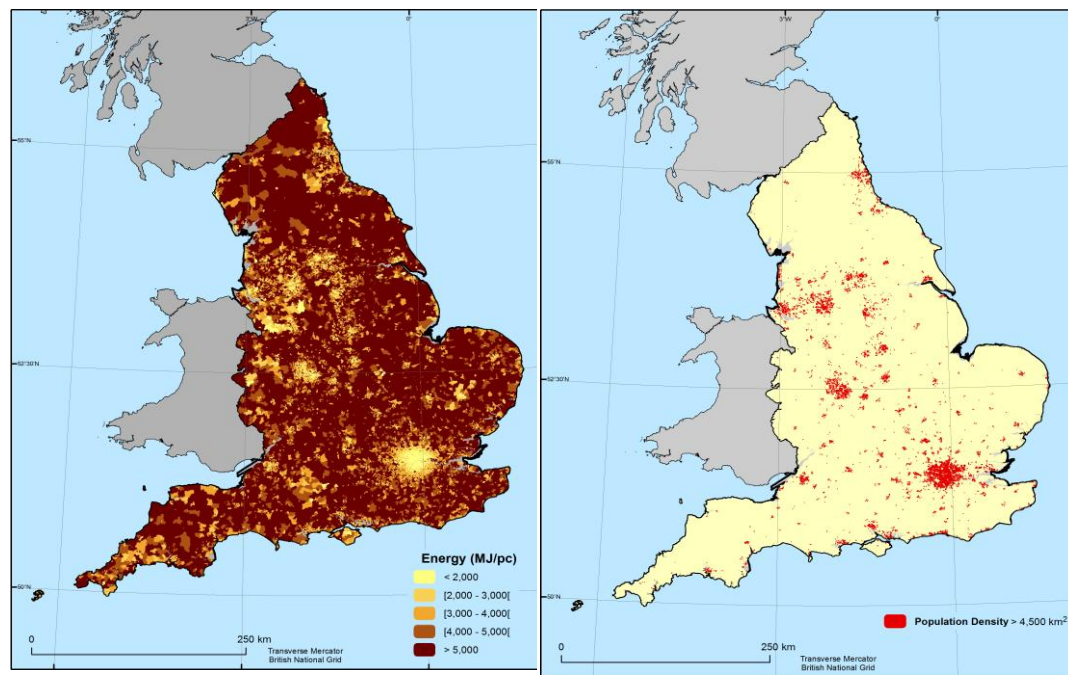 3°W
0°
55°N
52°30'N
50°N
Energy (MJ/pc)
< 2,000
[2,000 - 3,000[
[3,000 - 4,000[
[4,000 - 5,000[
> 5,000
0 250 km
Transverse Mercator
British National Grid
3°W
0°
55°N
52°30'N
50°N
Population Density > 4,500 km²
0 250 km
Transverse Mercator
British National Grid